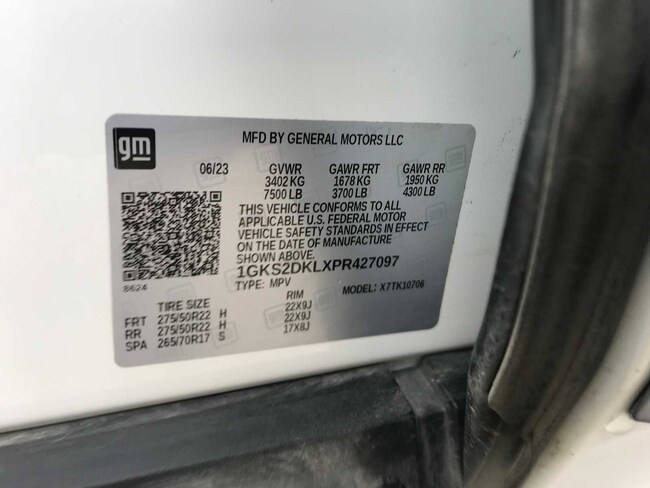 gm
MFD BY GENERAL MOTORS LLC
06/23 GVWR GAWR FRT GAWR RR
3402 KG 1678 KG 1950 KG
7500 LB 3700 LB 4300 LB
THIS VEHICLE CONFORMS TO ALL
APPLICABLE U.S. FEDERAL MOTOR
VEHICLE SAFETY STANDARDS IN EFFECT
ON THE DATE OF MANUFACTURE
SHOWN ABOVE.
1GKS2DKLXPR427097
8624
TYPE: MPV MODEL: X7TK10706
TIRE SIZE RIM
FRT 275/50R22 H 22X9J
RR 275/50R22 H 22X9J
SPA 265/70R17 S 17X8J